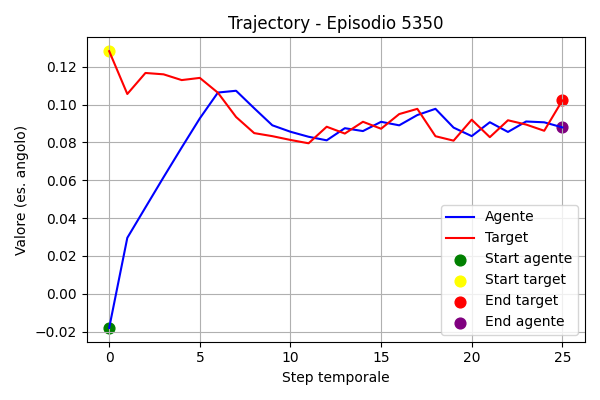 Trajectory - Episodio 5350
Valore (es. angolo)
0.12
0.10
0.08
0.06
0.04
0.02
0.00
−0.02
Agente
Target
Start agente
Start target
End target
End agente
0 5 10 15 20 25
Step temporale